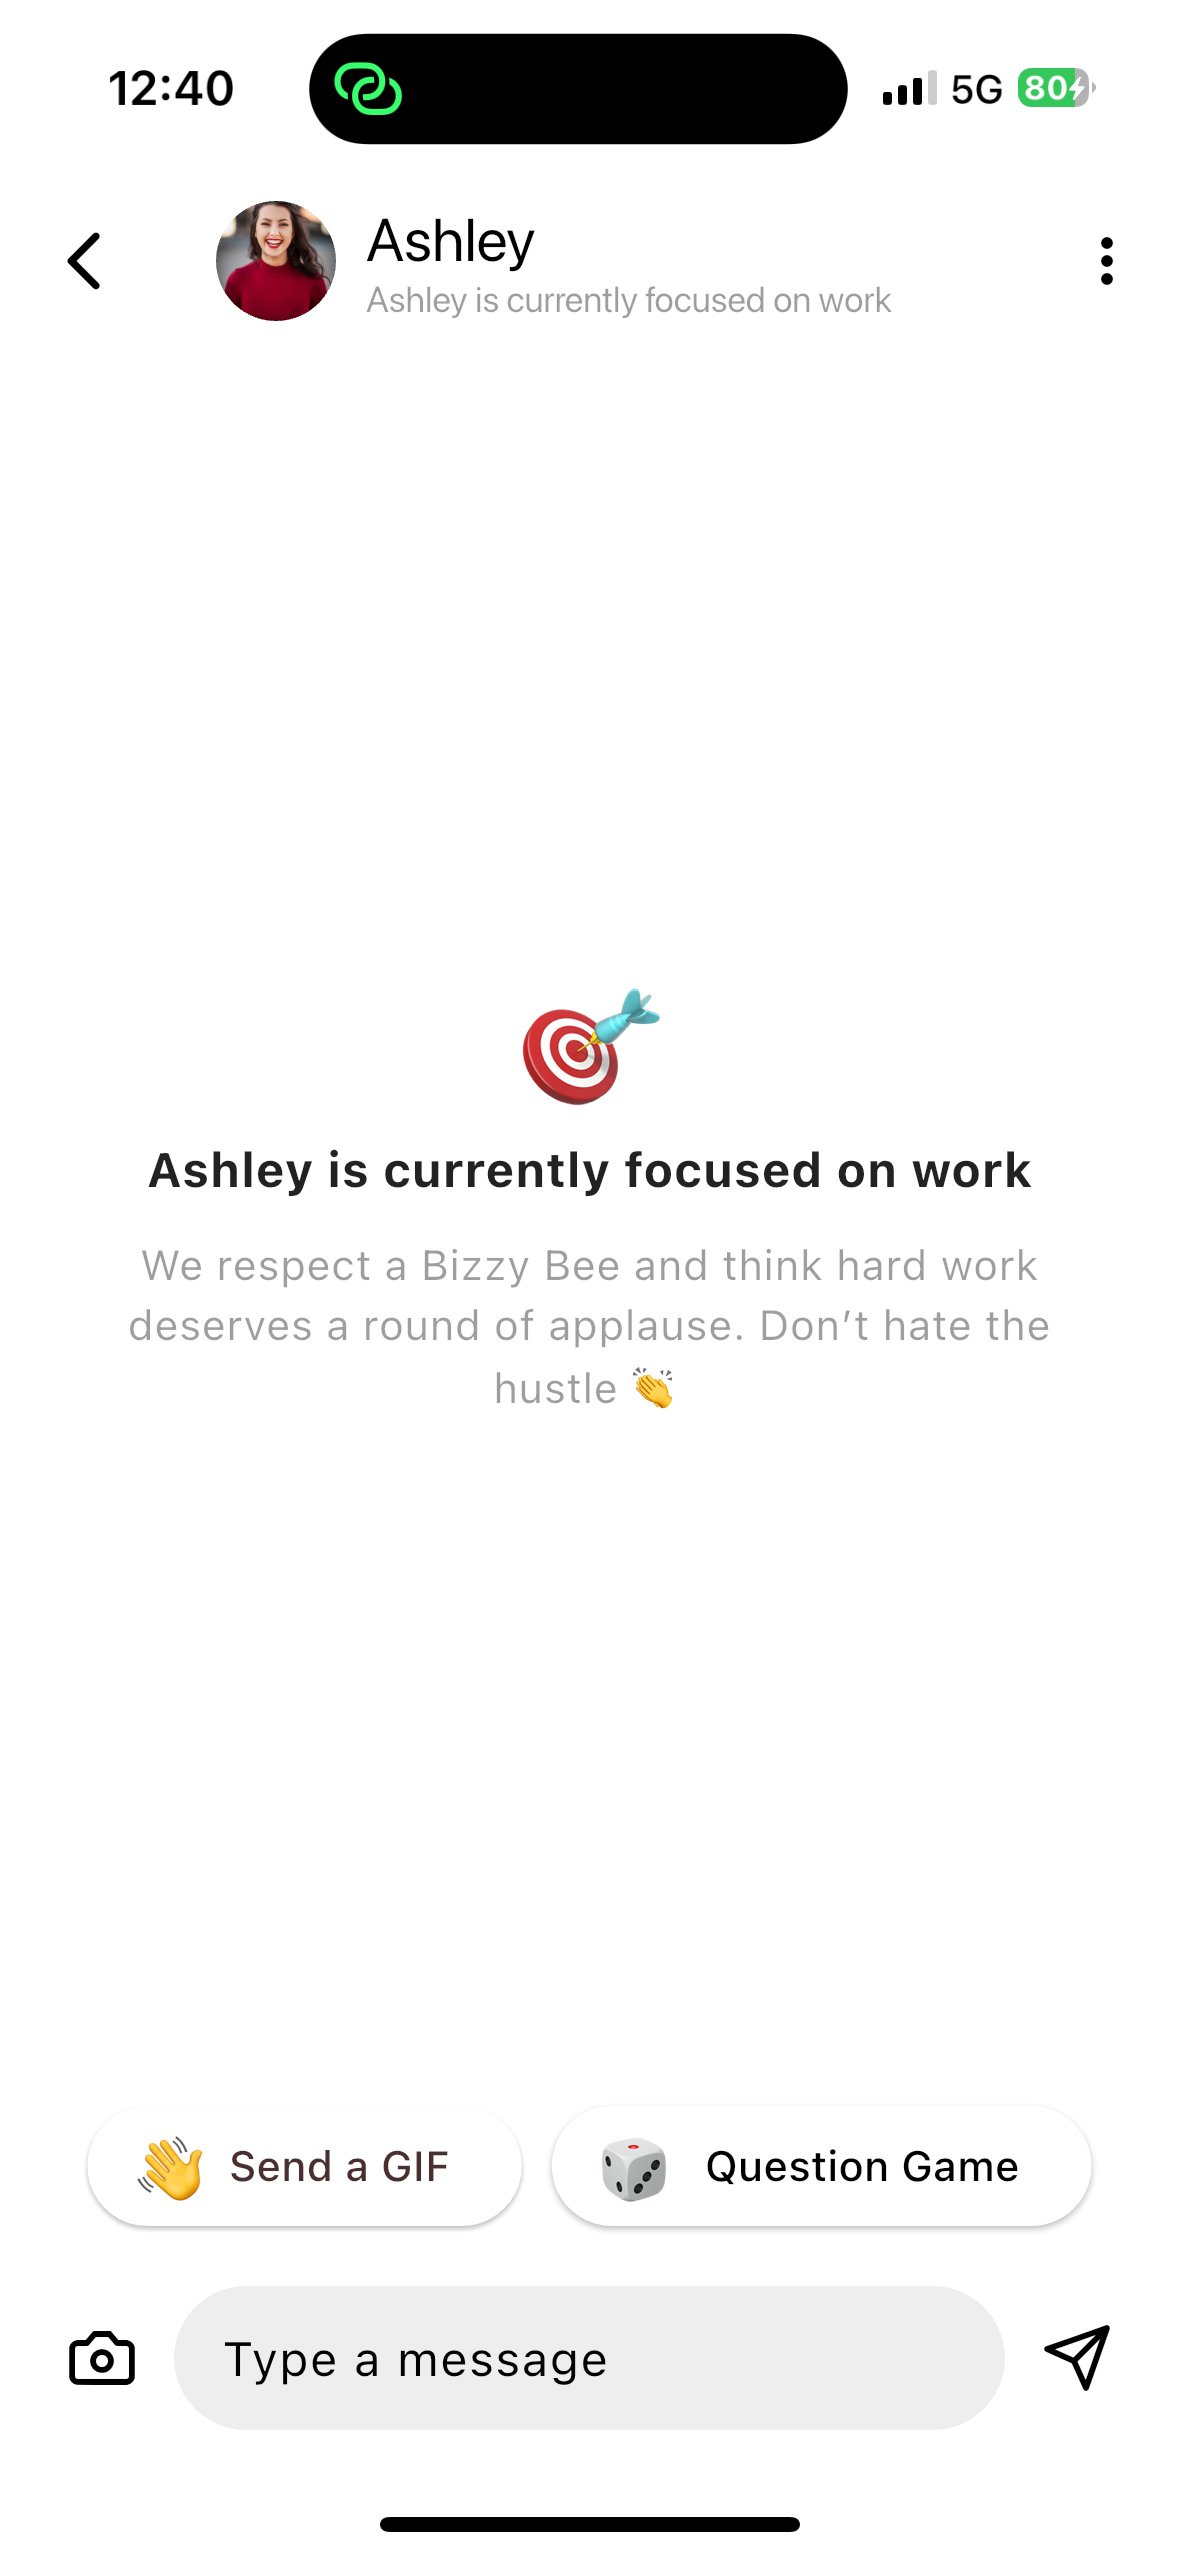 12:40
5G
80
Ashley
Ashley is currently focused on work
Ashley is currently focused on work
We respect a Bizzy Bee and think hard work
deserves a round of applause. Don’t hate the
hustle 👏
Send a GIF
Question Game
Type a message